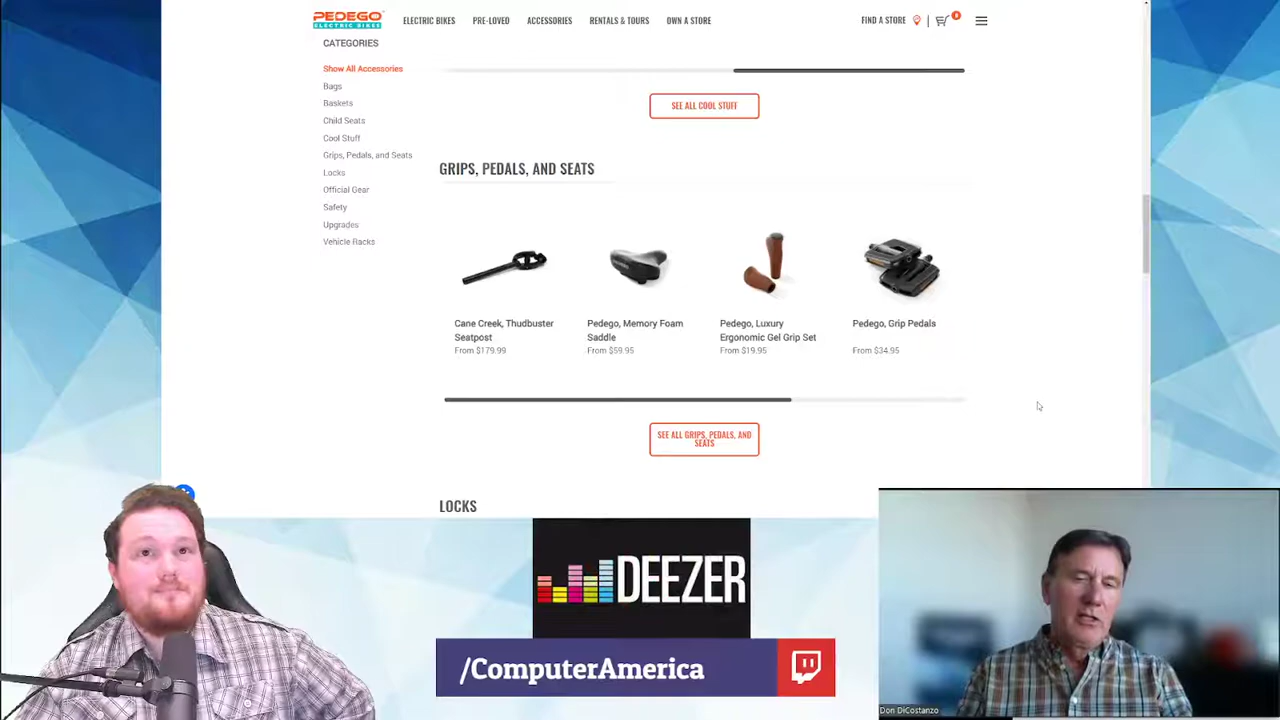 PEDEGO
ELECTRIC BIKES
ELECTRIC BIKES
PRE-LOVED
ACCESSORIES
RENTALS & TOURS
OWN A STORE
FIND A STORE
0
CATEGORIES
Show All Accessories
Bags
Baskets
Child Seats
Cool Stuff
Grips, Pedals, and Seats
Locks
Official Gear
Safety
Upgrades
Vehicle Racks
SEE ALL COOL STUFF
GRIPS, PEDALS, AND SEATS
Cane Creek, Thudbuster
Seatpost
From $179.99
Pedego, Memory Foam
Saddle
From $59.95
Pedego, Luxury
Ergonomic Gel Grip Set
From $19.95
Pedego, Grip Pedals
From $34.95
SEE ALL GRIPS, PEDALS, AND
SEATS
LOCKS
DEEZER
/ComputerAmerica
Don DiCostanzo